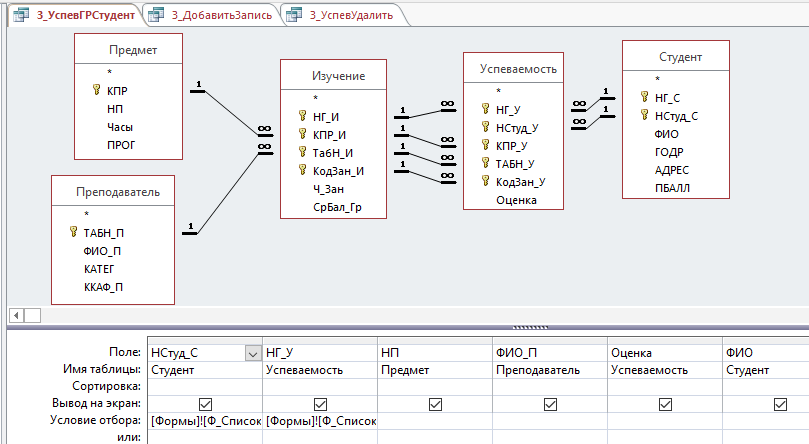 З_УспевГРСтудент
З_ДобавитьЗапись
З_УспевУдалить
Предмет
*
КПР
НП
Часы
ПРОГ
Преподаватель
*
ТАБН_П
ФИО_П
КАТЕГ
ККАФ_П
Изучение
*
НГ_И
КПР_И
ТабН_И
КодЗан_И
Ч_Зан
СрБал_Гр
Успеваемость
*
НГ_У
НСтуд_У
КПР_У
ТАБН_У
КодЗан_У
Оценка
Студент
*
НГ_С
НСтуд_С
ФИО
ГОДР
АДРЕС
ПБАЛЛ
1
∞
1
∞
1 ∞
1 ∞
1 ∞
1 ∞
∞ 1
∞ 1
Поле: НСтуд_С НГ_У НП ФИО_П Оценка ФИО
Имя таблицы: Студент Успеваемость Предмет Преподаватель Успеваемость Студент
Сортировка:
Вывод на экран:
Условие отбора: [Формы]![Ф_Список [Формы]![Ф_Список
или: